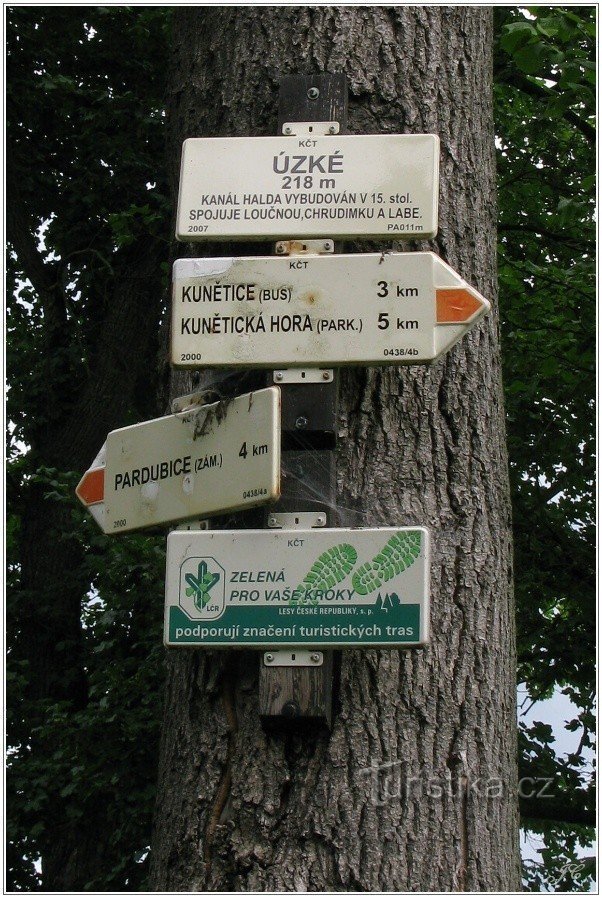 KČT
ÚZKÉ
218 m
KANÁL HALDA VYBUDOVÁN V 15. stol.
SPOJUJE LOUČNOU,CHRUDIMKU A LABE.
2007 PA011m
KUNĚTICE (BUS) 3 km
KUNĚTICKÁ HORA (PARK.) 5 km
2000 0438/4b
PARDUBICE (ZÁM.) 4 km
2000 0438/4a
KČT
LČR
ZELENÁ
PRO VAŠE KROKY
LESY ČESKÉ REPUBLIKY, s. p.
podporují značení turistických tras
Turistika.cz